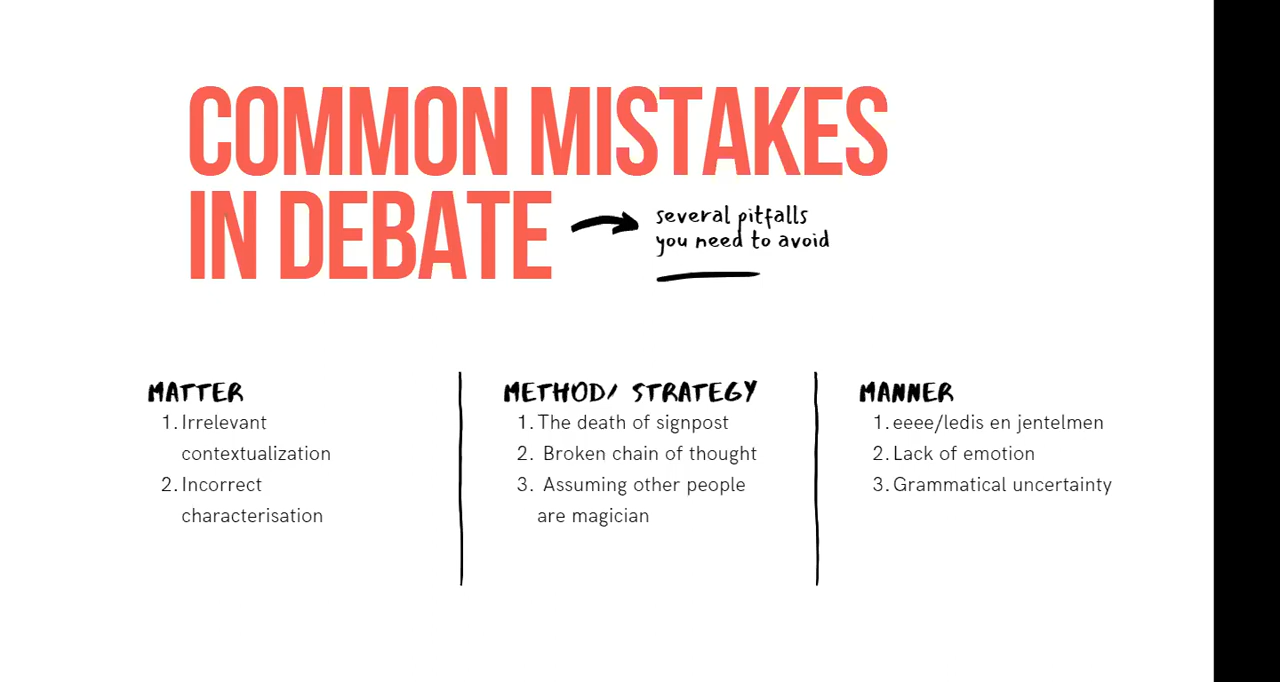 COMMON MISTAKES
IN DEBATE
several pitfalls
you need to avoid
MATTER
1. Irrelevant
contextualization
2. Incorrect
characterisation
METHOD/ STRATEGY
1. The death of signpost
2. Broken chain of thought
3. Assuming other people
are magician
MANNER
1. eeee/ledis en jentelmen
2. Lack of emotion
3. Grammatical uncertainty